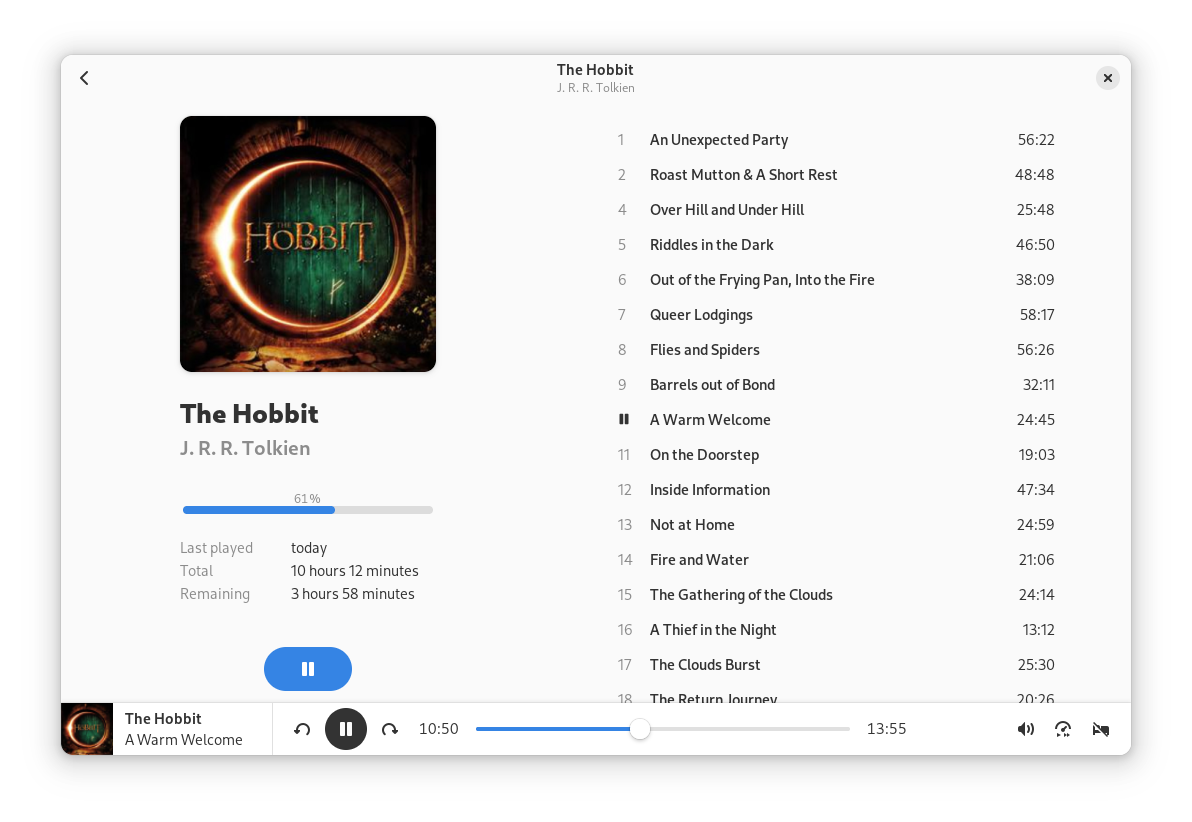 The Hobbit
J. R. R. Tolkien
THE
HOBBIT
The Hobbit
J. R. R. Tolkien
61%
Last played today
Total 10 hours 12 minutes
Remaining 3 hours 58 minutes
1 An Unexpected Party 56:22
2 Roast Mutton & A Short Rest 48:48
4 Over Hill and Under Hill 25:48
5 Riddles in the Dark 46:50
6 Out of the Frying Pan, Into the Fire 38:09
7 Queer Lodgings 58:17
8 Flies and Spiders 56:26
9 Barrels out of Bond 32:11
A Warm Welcome 24:45
11 On the Doorstep 19:03
12 Inside Information 47:34
13 Not at Home 24:59
14 Fire and Water 21:06
15 The Gathering of the Clouds 24:14
16 A Thief in the Night 13:12
17 The Clouds Burst 25:30
18 The Return Journey 20:26
The Hobbit
A Warm Welcome
10:50 13:55
HOBBIT